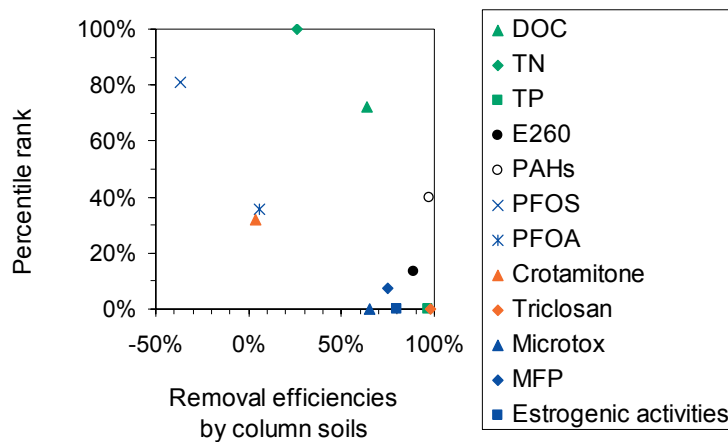 100%
80%
60%
40%
20%
0%
-50%
0%
50%
100%
Percentile rank
Removal efficiencies
by column soils
DOC
TN
TP
E260
PAHs
PFOS
PFOA
Crotamitone
Triclosan
Microtox
MFP
Estrogenic activities